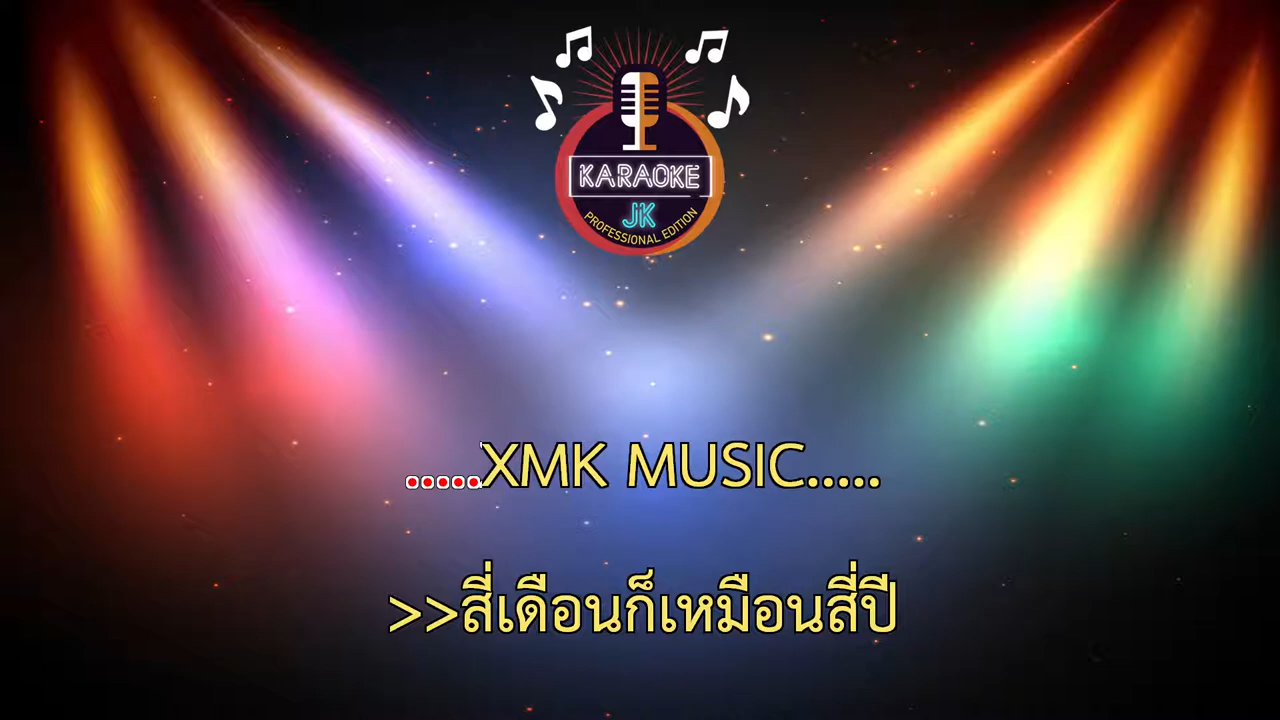 KARAOKE
JK
PROFESSIONAL EDITION
.....XMK MUSIC.....
>>สี่เดือนก็เหมือนสี่ปี